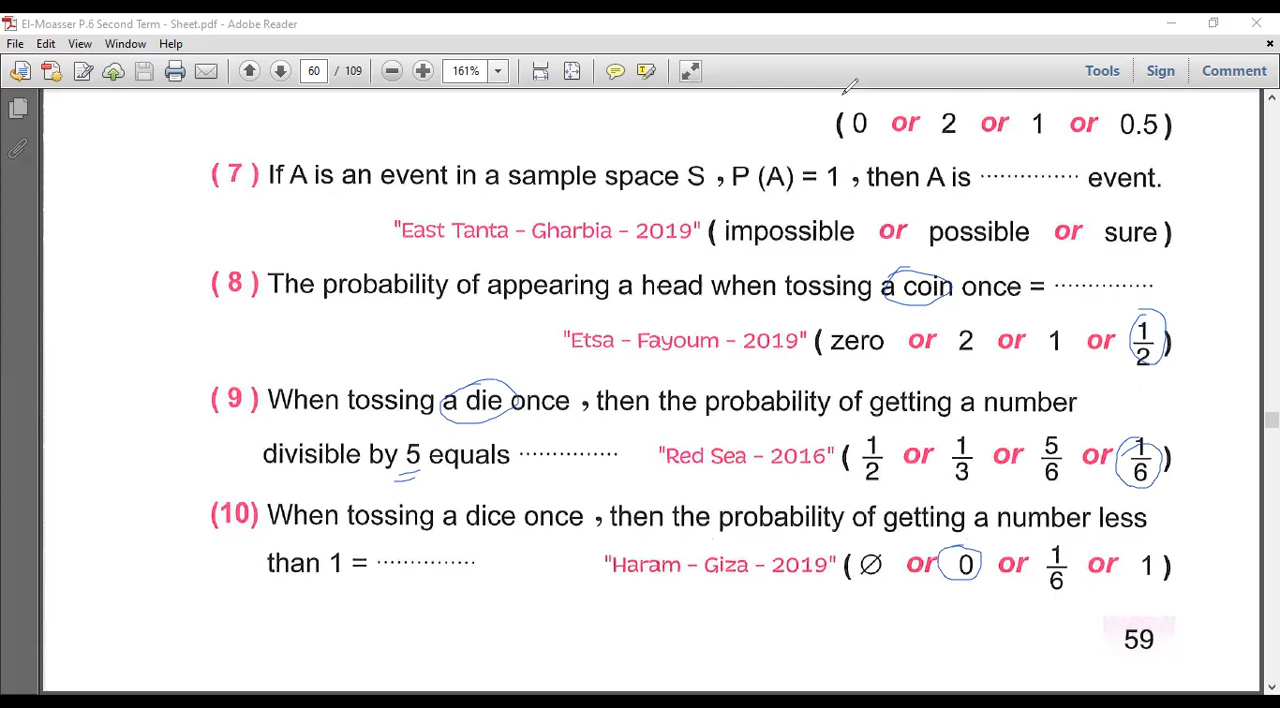 El-Moasser P.6 Second Term - Sheet.pdf - Adobe Reader
File Edit View Window Help
60 / 109 161% Tools Sign Comment
( 0 or 2 or 1 or 0.5 )
( 7 ) If A is an event in a sample space S , P (A) = 1 , then A is ··············· event.
"East Tanta - Gharbia - 2019" ( impossible or possible or sure )
( 8 ) The probability of appearing a head when tossing a coin once = ···············
"Etsa - Fayoum - 2019" ( zero or 2 or 1 or 1/2 )
( 9 ) When tossing a die once , then the probability of getting a number
divisible by 5 equals ··············· "Red Sea - 2016" ( 1/2 or 1/3 or 5/6 or 1/6 )
(10) When tossing a dice once , then the probability of getting a number less
than 1 = ··············· "Haram - Giza - 2019" ( ∅ or 0 or 1/6 or 1 )
59